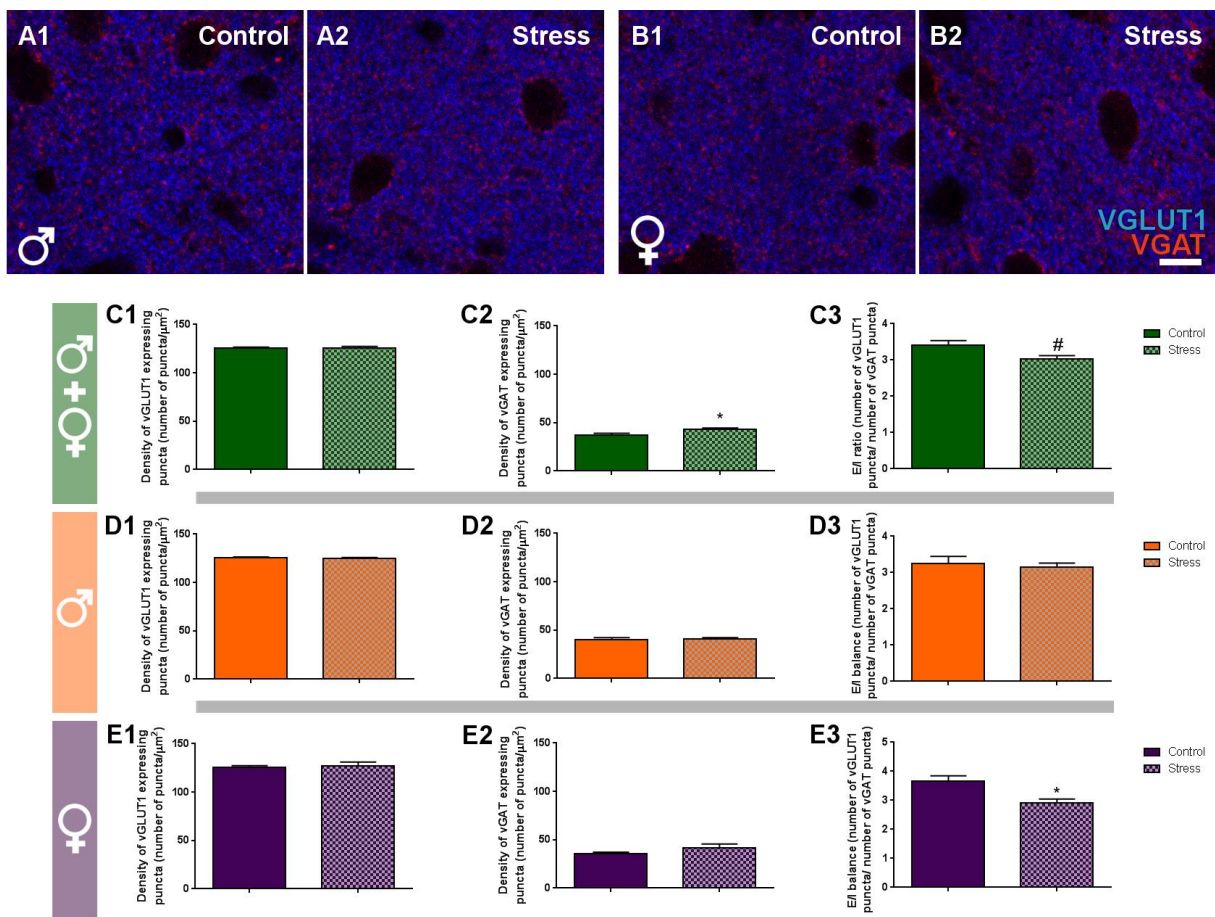 A1 Control
A2 Stress
B1 Control
B2 Stress
♂
♀
VGLUT1
VGAT
♂
+
♀
C1
Density of vGLUT1 expressing
puncta (number of puncta/μm²)
150
100
50
0
C2
Density of vGAT expressing
puncta (number of puncta/μm²)
150
100
50
0
*
C3
E/I ratio (number of vGLUT1
puncta/ number of vGAT puncta)
4
3
2
1
0
#
Control
Stress
♂
D1
Density of vGLUT1 expressing
puncta (number of puncta/μm²)
150
100
50
0
D2
Density of vGAT expressing
puncta (number of puncta/μm²)
150
100
50
0
D3
E/I balance (number of vGLUT1
puncta/ number of vGAT puncta)
4
3
2
1
0
Control
Stress
♀
E1
Density of vGLUT1 expressing
puncta (number of puncta/μm²)
150
100
50
0
E2
Density of vGAT expressing
puncta (number of puncta/μm²)
150
100
50
0
E3
E/I balance (number of vGLUT1
puncta/ number of vGAT puncta)
5
4
3
2
1
0
*
Control
Stress